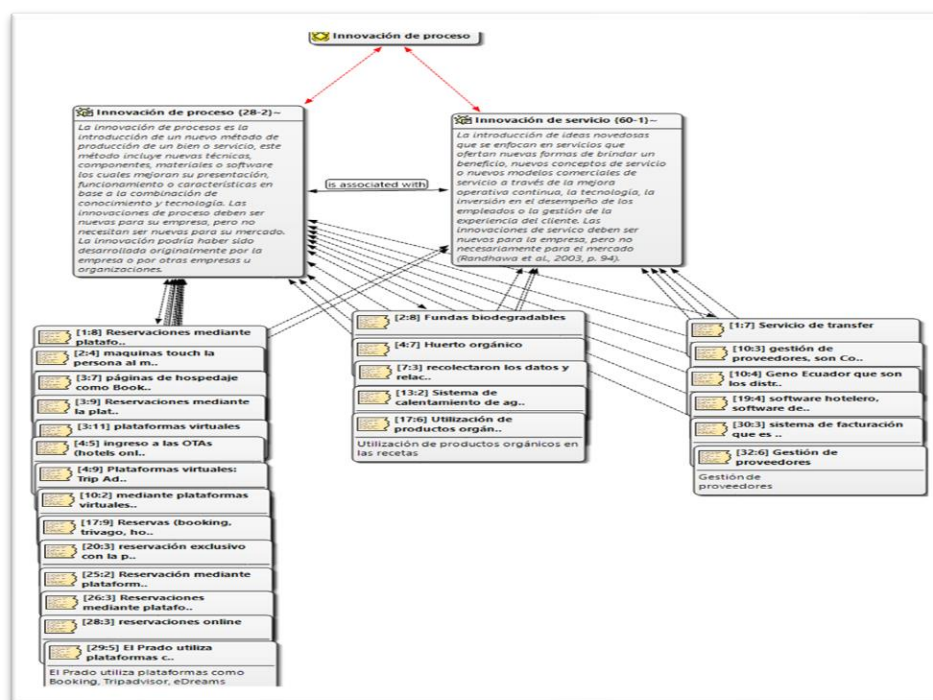 Innovación de proceso
Innovación de proceso {28-2}~
La innovación de procesos es la
introducción de un nuevo método de
producción de un bien o servicio, este
método incluye nuevas técnicas,
componentes, materiales o software
los cuales mejoran su presentación,
funcionamiento o características en
base a la combinación de
conocimiento y tecnología. Las
innovaciones de proceso deben ser
nuevas para su empresa, pero no
necesitan ser nuevas para su mercado.
La innovación podría haber sido
desarrollada originalmente por la
empresa o por otras empresas u
organizaciones.
is associated with
Innovación de servicio {60-1}~
La introducción de ideas novedosas
que se enfocan en servicios que
ofertan nuevas formas de brindar un
beneficio, nuevos conceptos de servicio
o nuevos modelos comerciales de
servicio a través de la mejora
operativa continua, la tecnología, la
inversión en el desempeño de los
empleados o la gestión de la
experiencia del cliente. Las
innovaciones de servico deben ser
nuevos para la empresa, pero no
necesariamente para el mercado
(Randhawa et al., 2003, p. 94).
[1:8] Reservaciones mediante
platafo..
[2:4] maquinas touch la
persona al m..
[3:7] páginas de hospedaje
como Book..
[3:9] Reservaciones mediante
la plat..
[3:11] plataformas virtuales
[4:5] ingreso a las OTAs
(hotels onl..
[4:9] Plataformas virtuales:
Trip Ad..
[10:2] mediante plataformas
virtuales..
[17:9] Reservas (booking,
trivago, ho..
[20:3] reservación exclusivo
con la p..
[25:2] Reservación mediante
plataform..
[26:3] Reservaciones
mediante platafo..
[28:3] reservaciones online
[29:5] El Prado utiliza
plataformas c..
El Prado utiliza plataformas como
Booking, Tripadvisor, eDreams
[2:8] Fundas biodegradables
[4:7] Huerto orgánico
[7:3] recolectaron los datos y
relac..
[13:2] Sistema de
calentamiento de ag..
[17:6] Utilización de
productos orgán..
Utilización de productos orgánicos en
las recetas
[1:7] Servicio de transfer
[10:3] gestión de
proveedores, son Co..
[10:4] Geno Ecuador que son
los distr..
[19:4] software hotelero,
software de..
[30:3] sistema de facturación
que es ..
[32:6] Gestión de
proveedores
Gestión de
proveedores